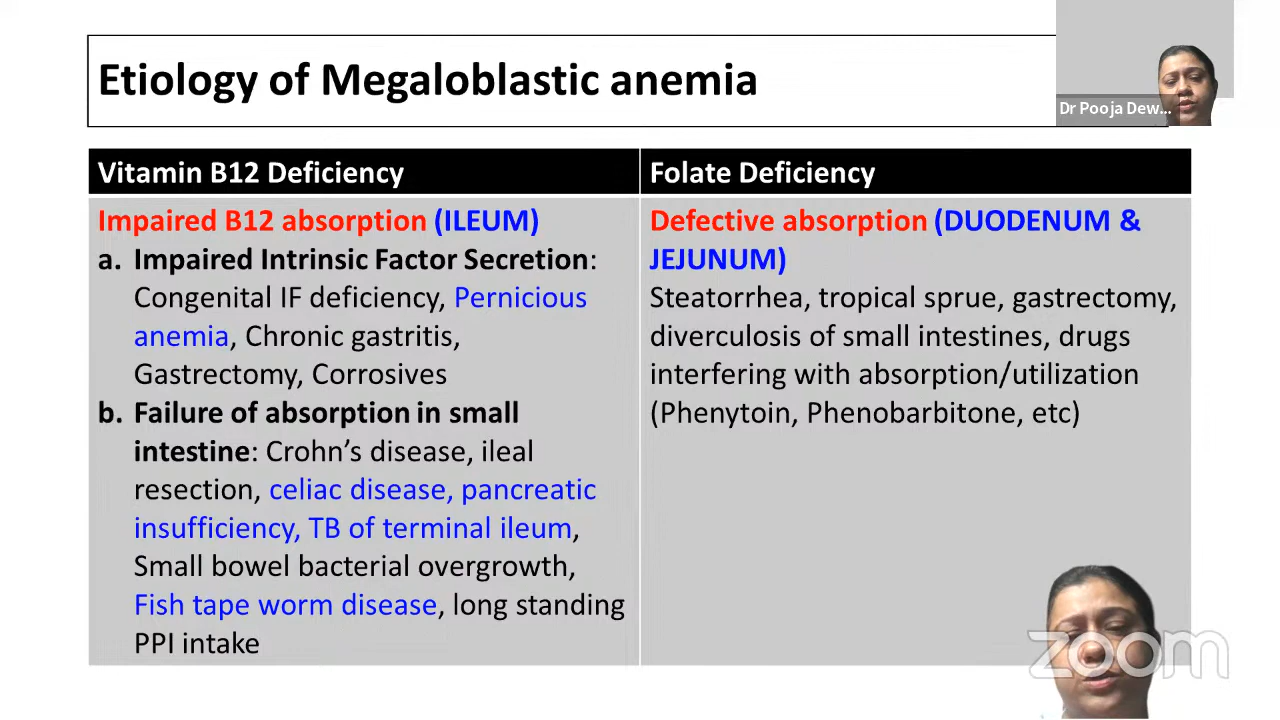 Etiology of Megaloblastic anemia
Dr Pooja Dew...
Vitamin B12 Deficiency
Impaired B12 absorption (ILEUM)
a. Impaired Intrinsic Factor Secretion:
Congenital IF deficiency, Pernicious
anemia, Chronic gastritis,
Gastrectomy, Corrosives
b. Failure of absorption in small
intestine: Crohn’s disease, ileal
resection, celiac disease, pancreatic
insufficiency, TB of terminal ileum,
Small bowel bacterial overgrowth,
Fish tape worm disease, long standing
PPI intake
Folate Deficiency
Defective absorption (DUODENUM &
JEJUNUM)
Steatorrhea, tropical sprue, gastrectomy,
diverculosis of small intestines, drugs
interfering with absorption/utilization
(Phenytoin, Phenobarbitone, etc)
zoom